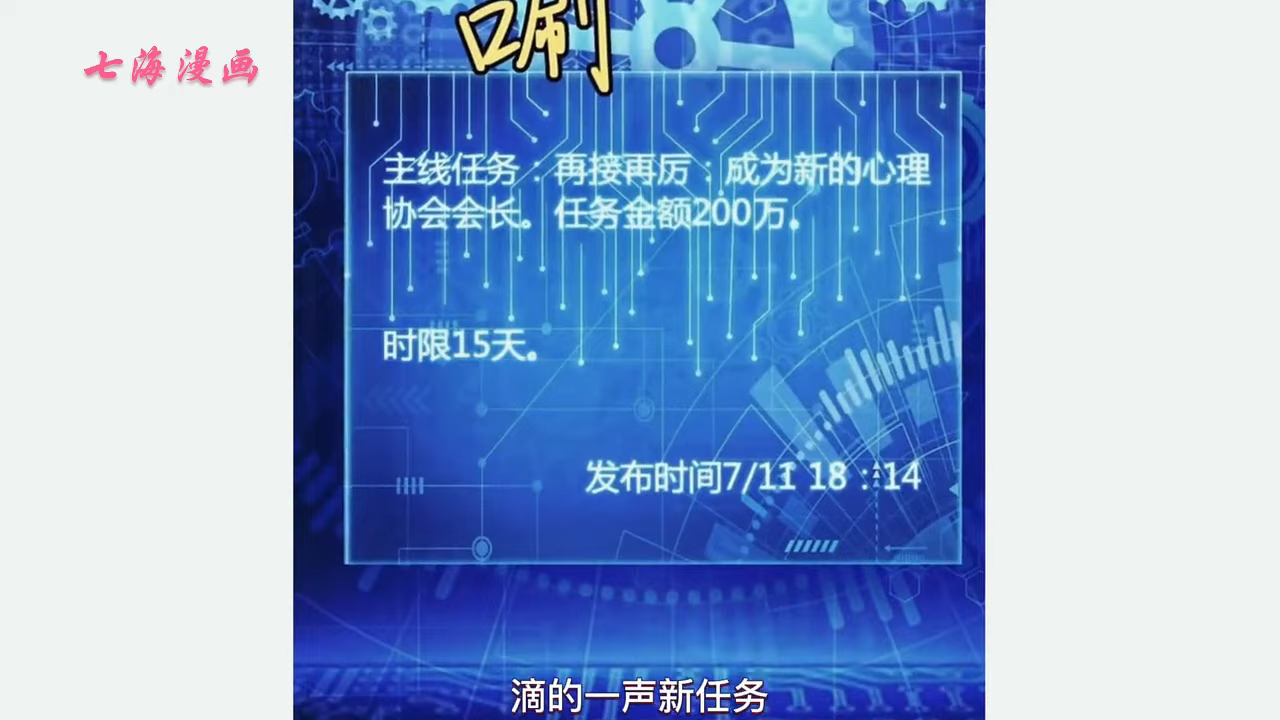 唰
七海漫画
主线任务：再接再厉：成为新的心理
协会会长。任务金额200万。
时限15天。
发布时间7/11 18：14
滴的一声新任务